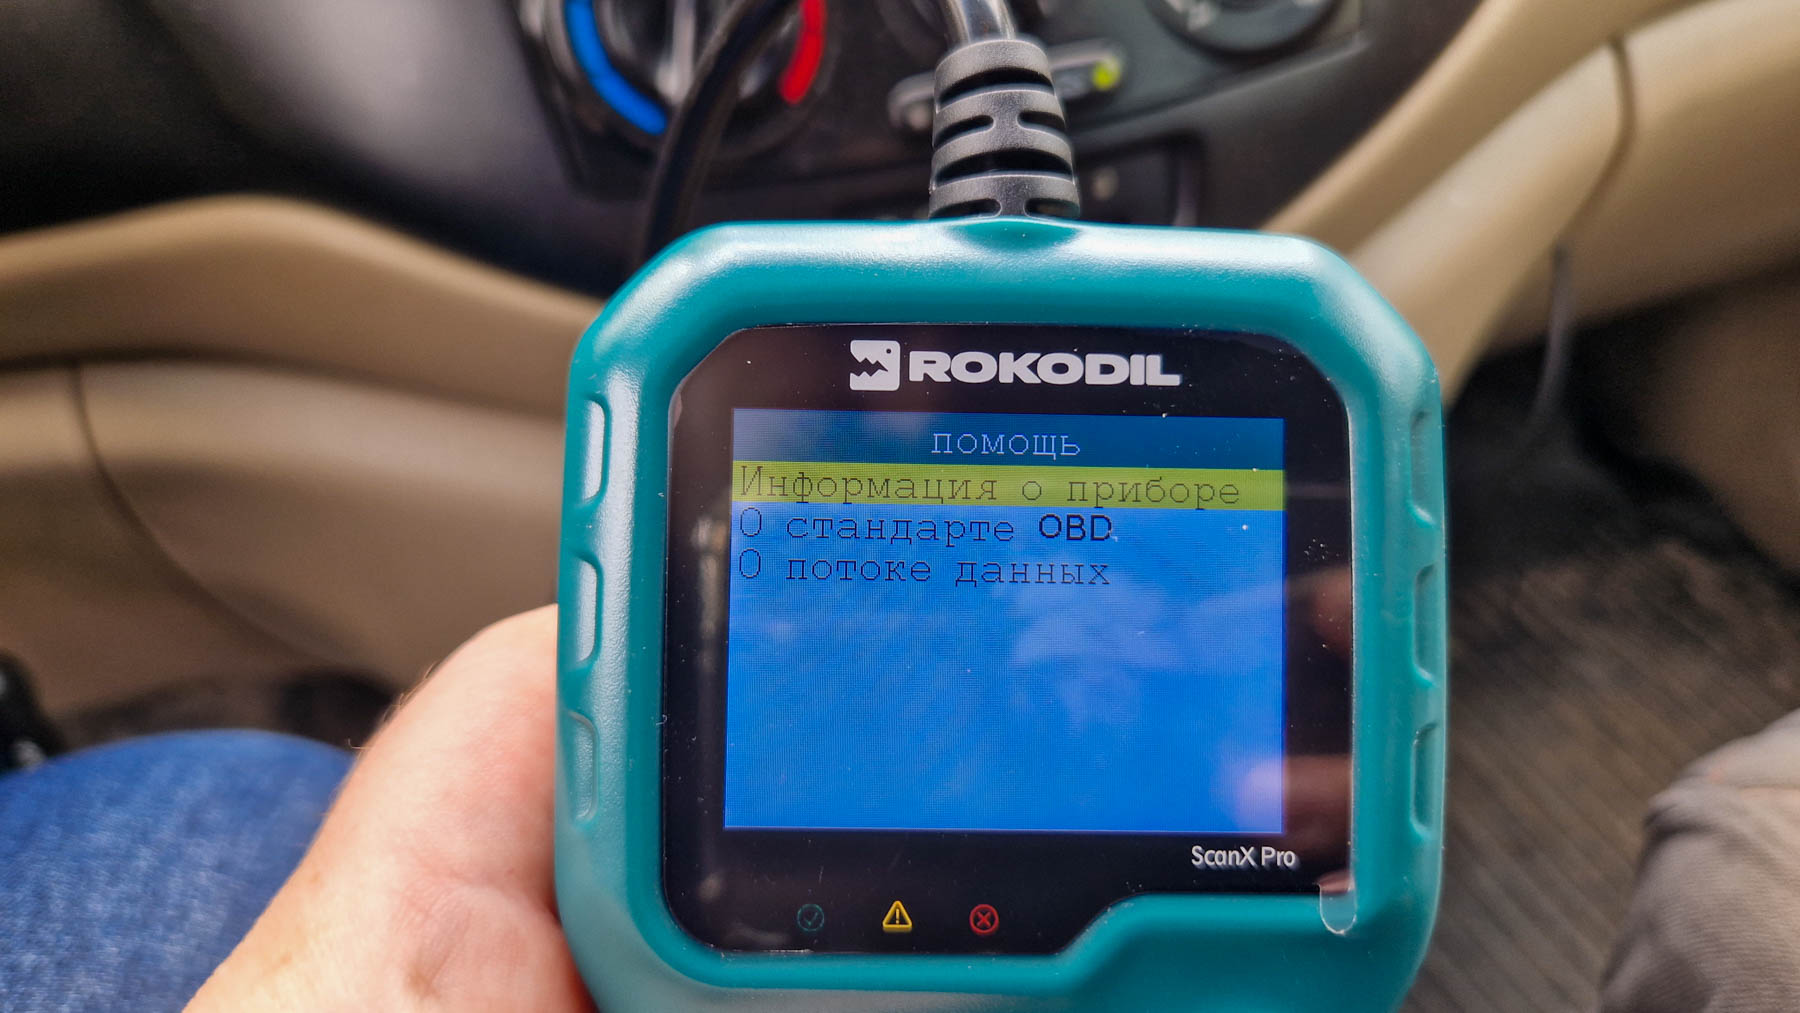 ROKODIL
помощь
Информация о приборе
О стандарте OBD
О потоке данных
ScanX Pro